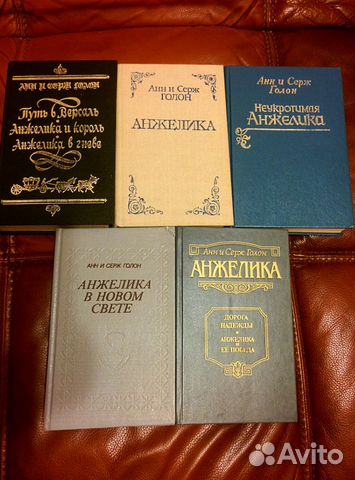 АНН И СЕРЖ ГОЛОН
Путь в Версаль
Анжелика и король
Анжелика в гневе
Анн и Серж
ГОЛОН
АНЖЕЛИКА
Анн и Серж
Голон
Неукротимая
Анжелика
АНН И СЕРЖ ГОЛОН
АНЖЕЛИКА
В НОВОМ
СВЕТЕ
Анн и Серж Голон
АНЖЕЛИКА
ДОРОГА
НАДЕЖДЫ
АНЖЕЛИКА И
ЕЕ ПОБЕДА
Avito